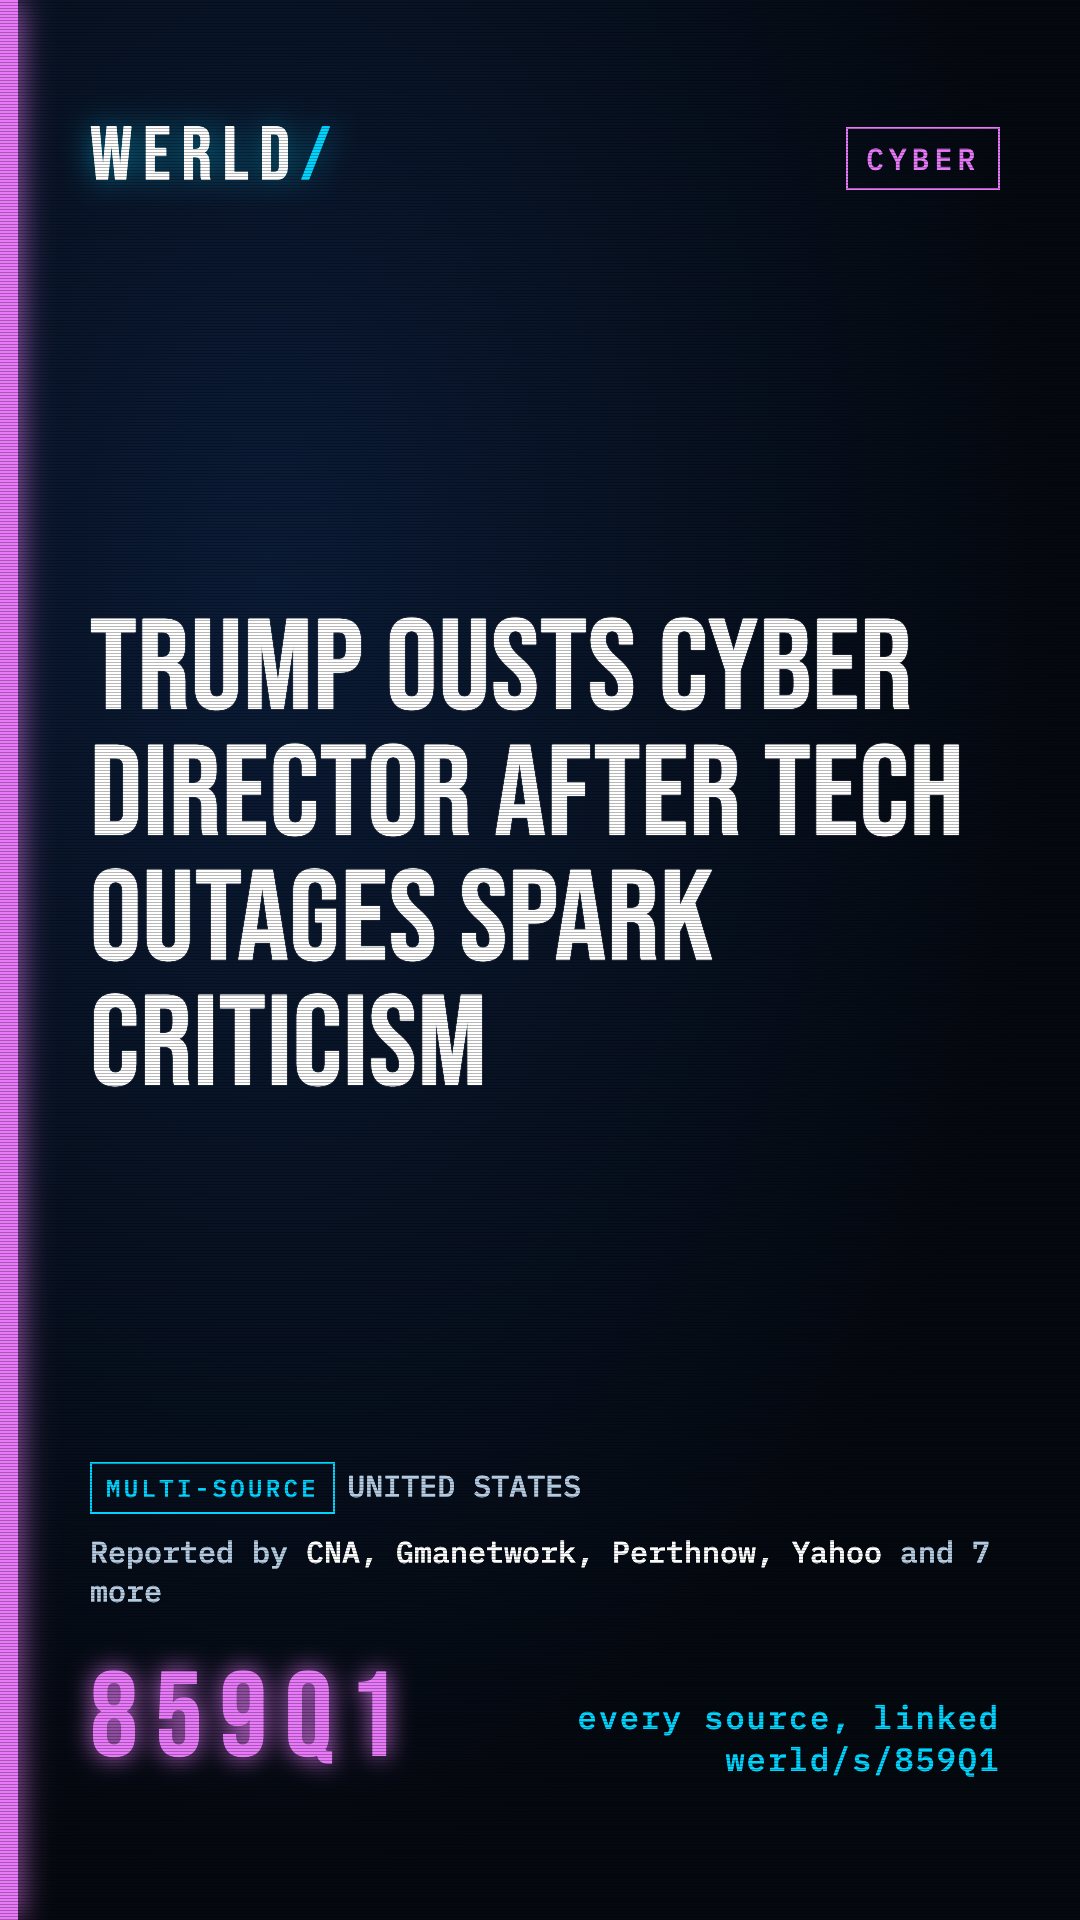 WERLD/
CYBER
TRUMP OUSTS CYBER
DIRECTOR AFTER TECH
OUTAGES SPARK
CRITICISM
MULTI-SOURCE UNITED STATES
Reported by CNA, Gmanetwork, Perthnow, Yahoo and 7
more
859Q1
every source, linked
werld/s/859Q1